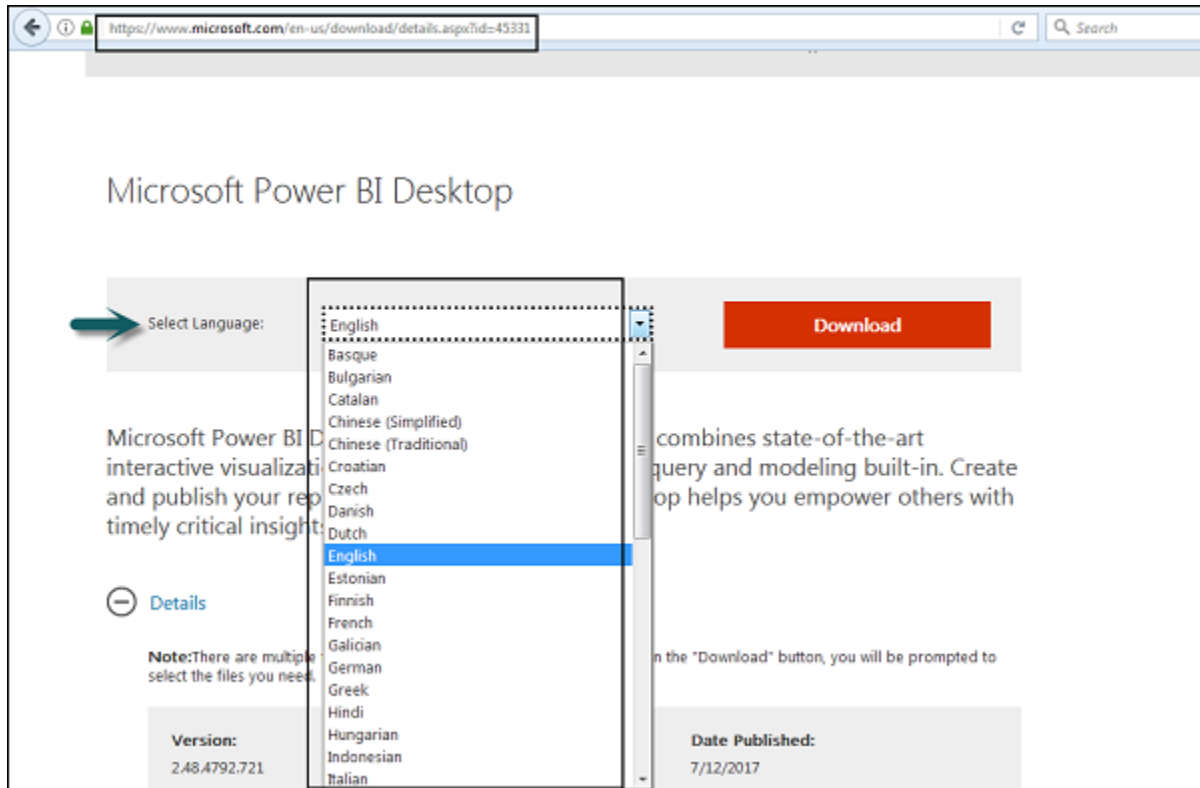 https://www.microsoft.com/en-us/download/details.aspx?id=45331
Search
Microsoft Power BI Desktop
Select Language:
English
Download
Basque
Bulgarian
Catalan
Chinese (Simplified)
Chinese (Traditional)
Croatian
Czech
Danish
Dutch
English
Estonian
Finnish
French
Galician
German
Greek
Hindi
Hungarian
Indonesian
Italian
Microsoft Power BI D combines state-of-the-art
interactive visualizati query and modeling built-in. Create
and publish your rep op helps you empower others with
timely critical insights
Details
Note:There are multiple n the "Download" button, you will be prompted to
select the files you need.
Version:
2.48.4792.721
Date Published:
7/12/2017